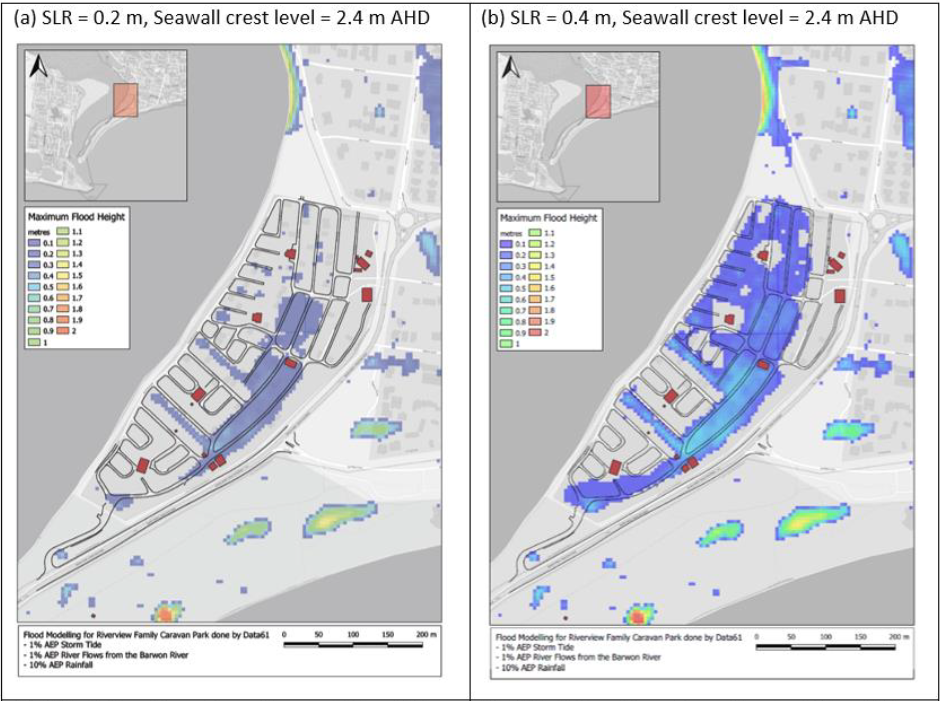 (a) SLR = 0.2 m, Seawall crest level = 2.4 m AHD
Maximum Flood Height
metres 1.1
0.1 1.2
0.2 1.3
0.3 1.4
0.4 1.5
0.5 1.6
0.6 1.7
0.7 1.8
0.8 1.9
0.9 2
1
Flood Modelling for Riverview Family Caravan Park done by Data61
- 1% AEP Storm Tide
- 1% AEP River Flows from the Barwon River
- 10% AEP Rainfall
0 50 100 150 200 m
(b) SLR = 0.4 m, Seawall crest level = 2.4 m AHD
Maximum Flood Height
metres 1.1
0.1 1.2
0.2 1.3
0.3 1.4
0.4 1.5
0.5 1.6
0.6 1.7
0.7 1.8
0.8 1.9
0.9 2
1
Flood Modelling for Riverview Family Caravan Park done by Data61
- 1% AEP Storm Tide
- 1% AEP River Flows from the Barwon River
- 10% AEP Rainfall
0 50 100 150 200 m